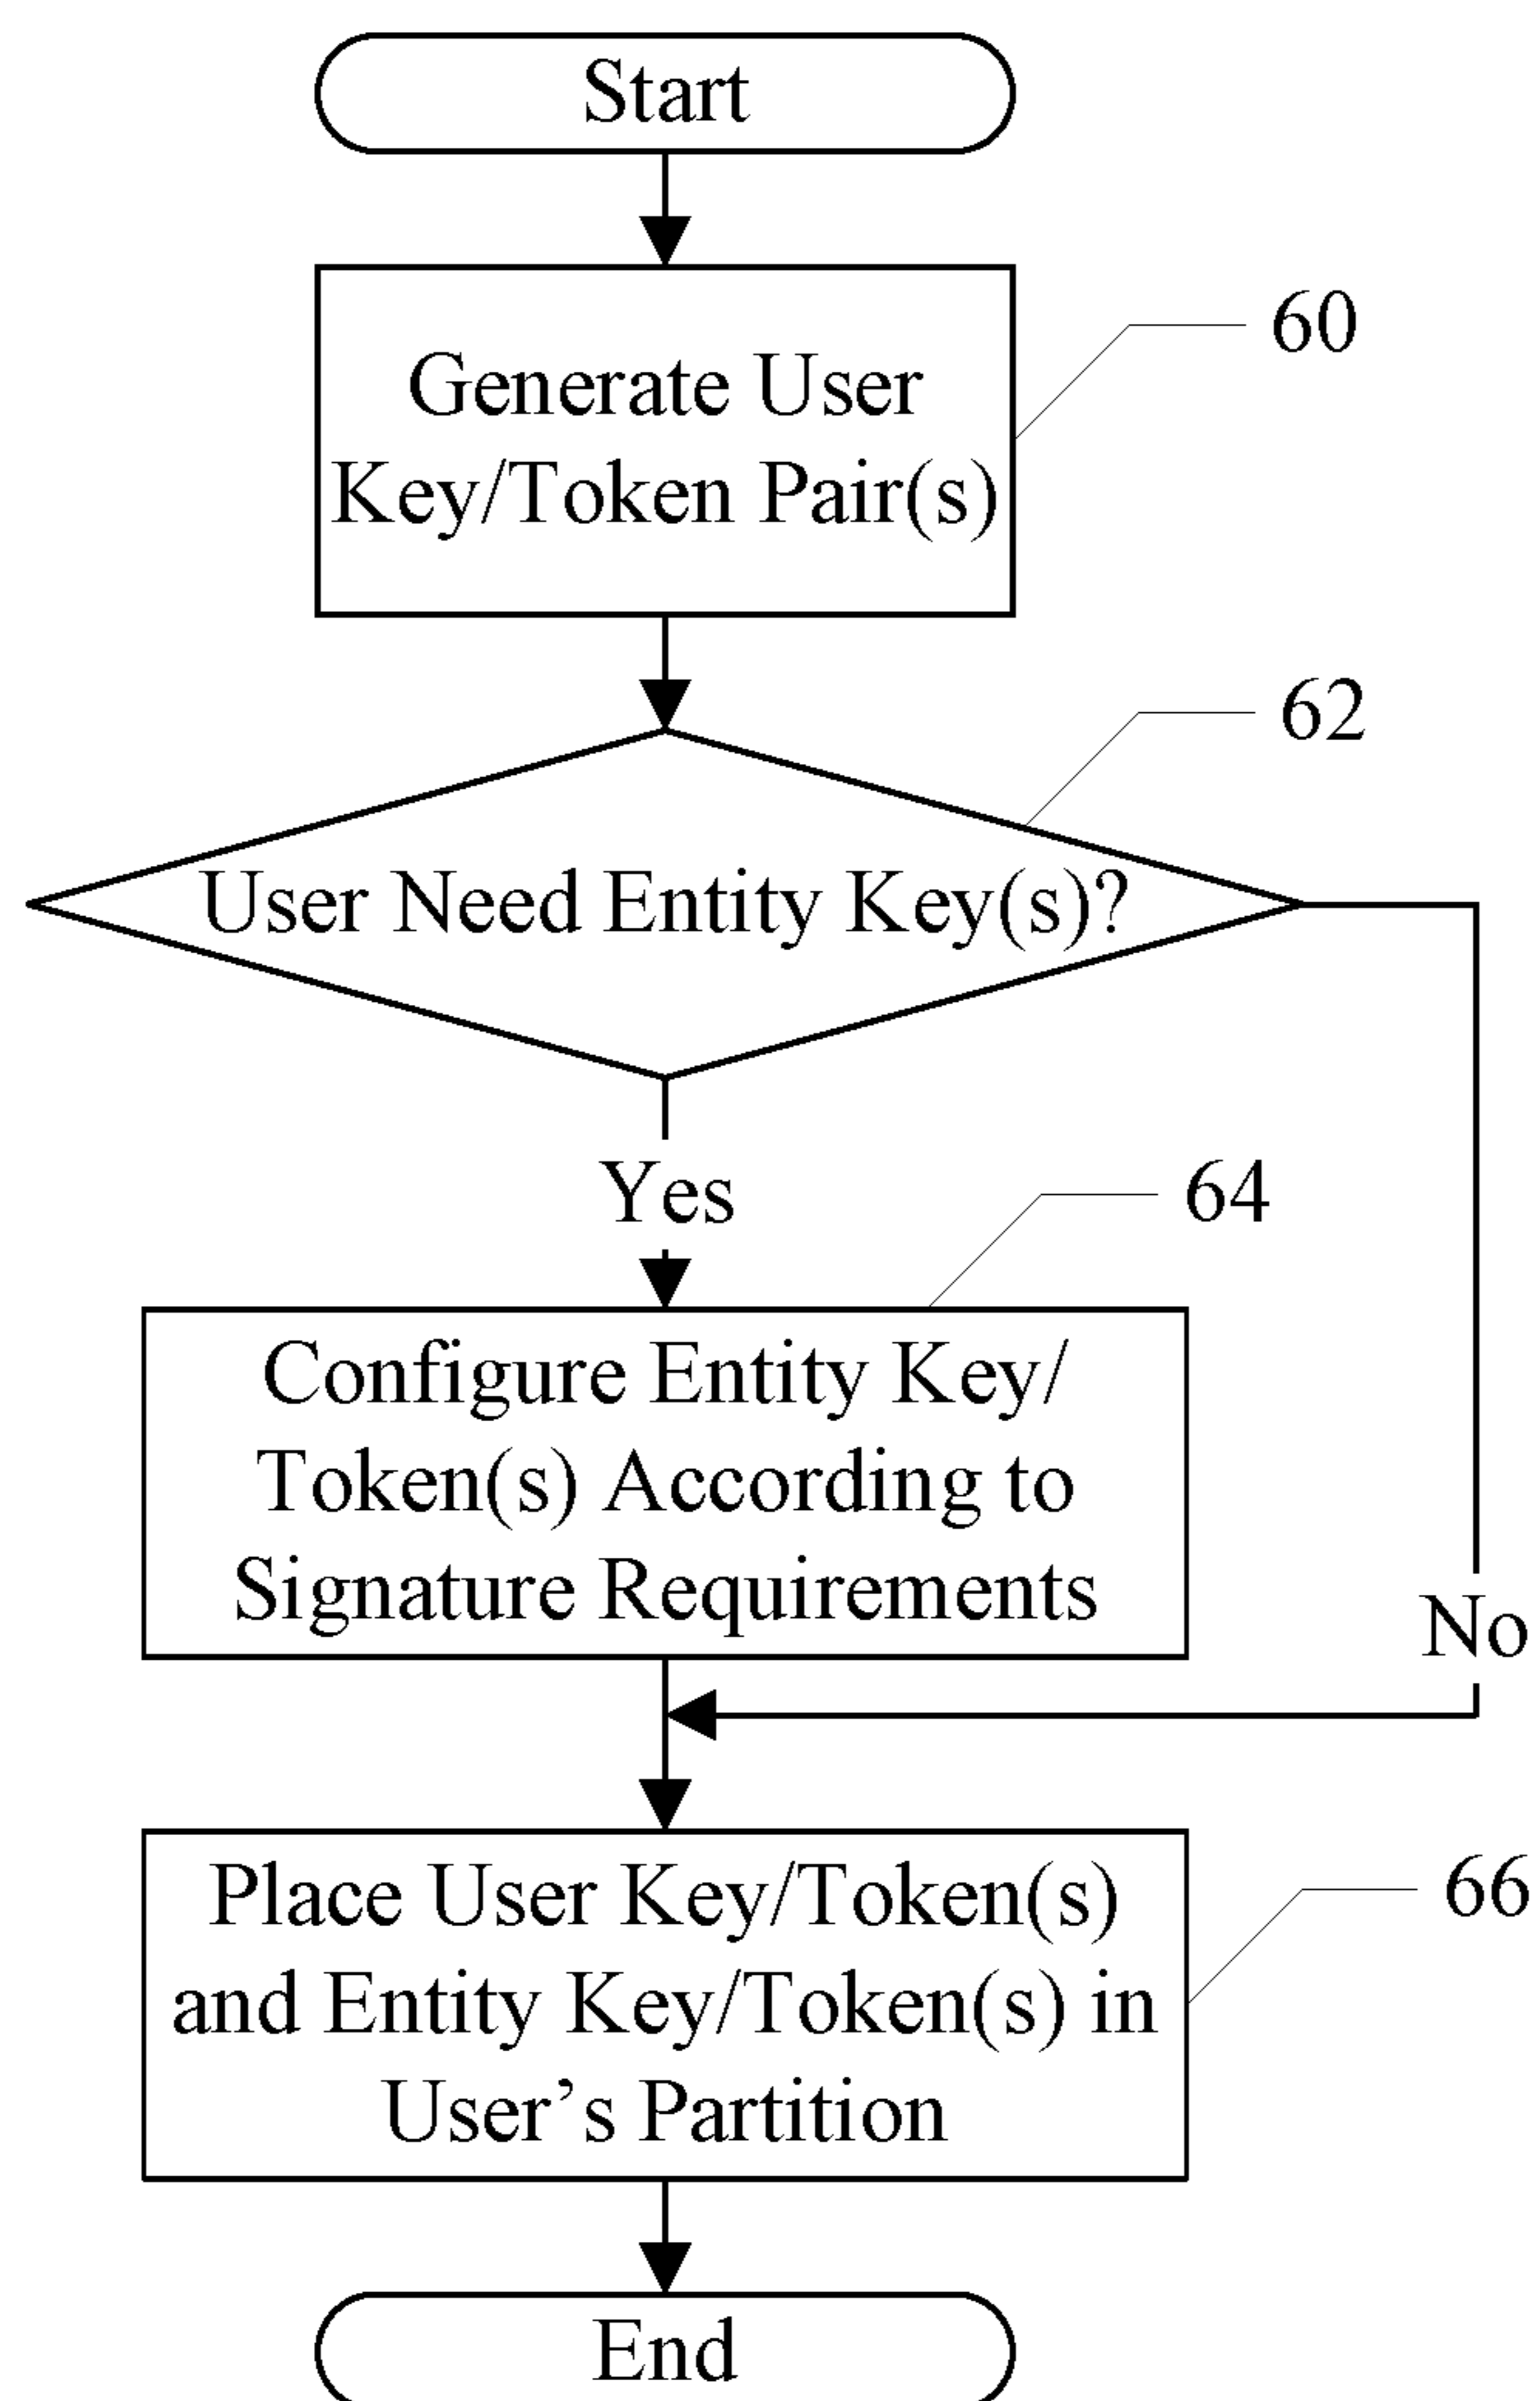 Start
60
Generate User
Key/Token Pair(s)
62
User Need Entity Key(s)?
Yes
64
Configure Entity Key/
Token(s) According to
Signature Requirements
No
66
Place User Key/Token(s)
and Entity Key/Token(s) in
User’s Partition
End